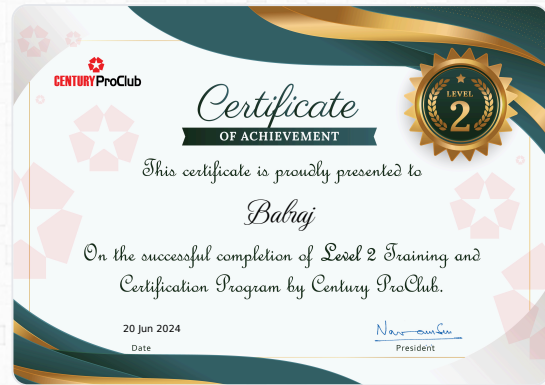 CENTURY ProClub
Certificate
OF ACHIEVEMENT
LEVEL
2
This certificate is proudly presented to
Balraj
On the successful completion of Level 2 Training and
Certification Program by Century ProClub.
20 Jun 2024
Date
President